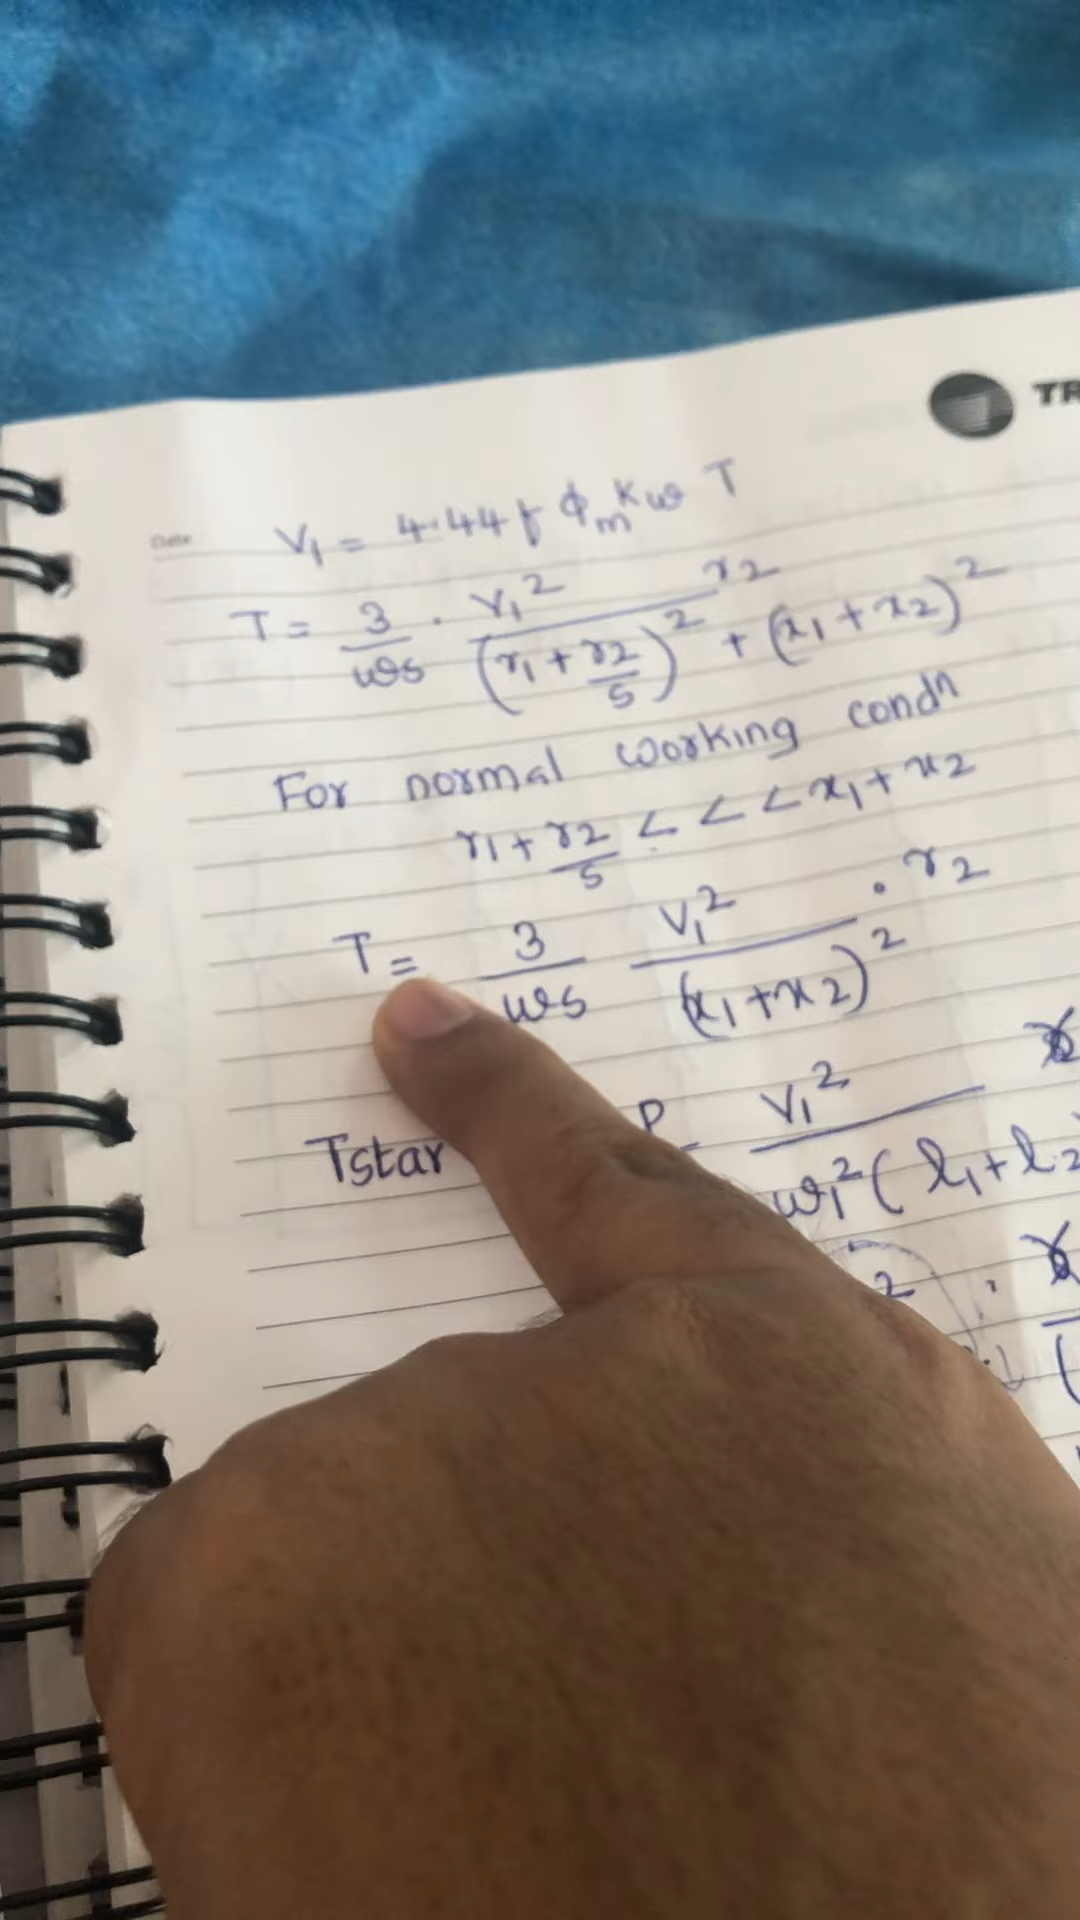 TR
Date
V₁ = 4.44 f ϕm Kω T
T = 3/ωs · V₁² r2 / (r₁ + r2/s)² + (x₁ + x2)²
For normal working condn
r₁ + r2/s < < < x₁ + x2
T = 3/ωs V₁²/(x₁ + x2)² · r2
Tstar P V₁²/ω₁²(l₁ + l2
2 ·